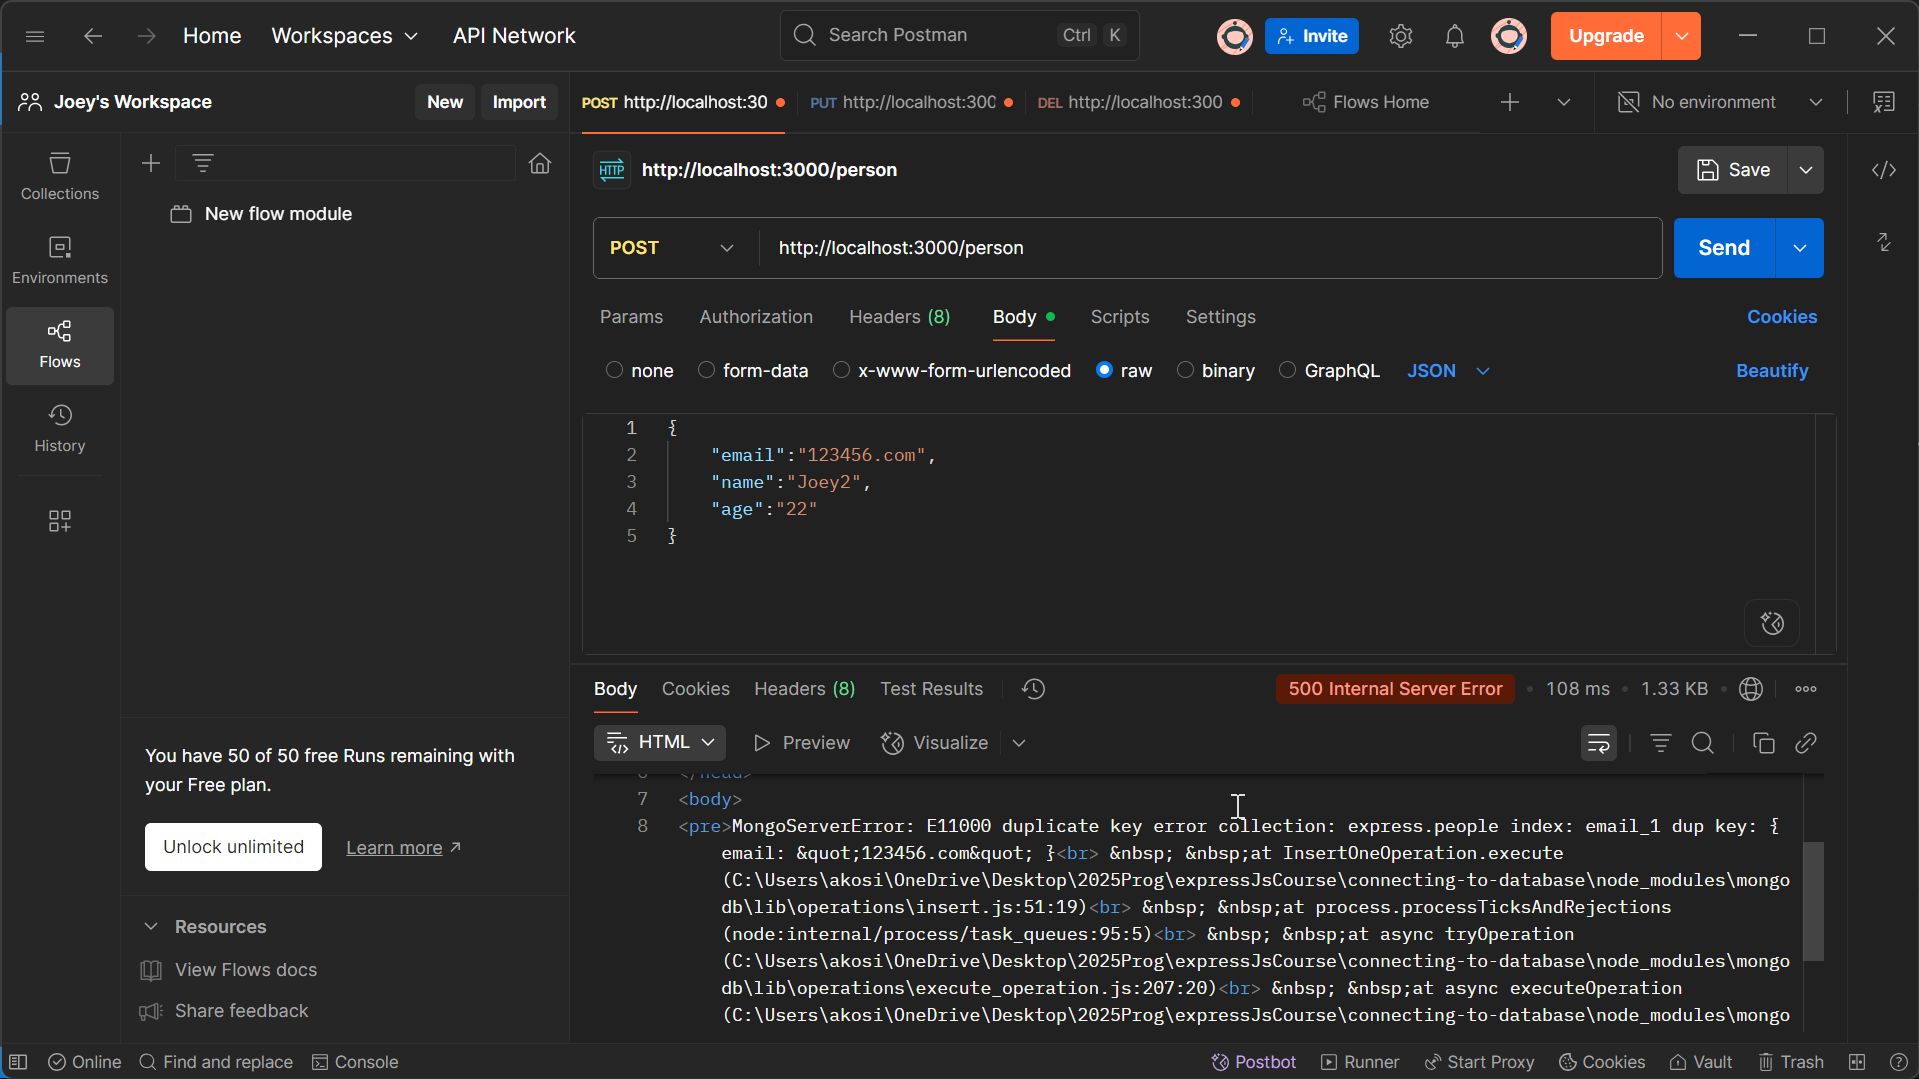 Home
Workspaces
API Network
Search Postman
Ctrl K
Invite
Upgrade
Joey's Workspace
New
Import
POST http://localhost:30
PUT http://localhost:300
DEL http://localhost:300
Flows Home
No environment
Collections
Environments
Flows
History
New flow module
HTTP http://localhost:3000/person
Save
POST
http://localhost:3000/person
Send
Params
Authorization
Headers (8)
Body
Scripts
Settings
Cookies
none
form-data
x-www-form-urlencoded
raw
binary
GraphQL
JSON
Beautify
1 {
2 "email":"123456.com",
3 "name":"Joey2",
4 "age":"22"
5 }
Body
Cookies
Headers (8)
Test Results
500 Internal Server Error
108 ms
1.33 KB
HTML
Preview
Visualize
6 </head>
7 <body>
8 <pre>MongoServerError: E11000 duplicate key error collection: express.people index: email_1 dup key: {
email: &quot;123456.com&quot; }<br> &nbsp; &nbsp;at InsertOneOperation.execute
(C:\Users\akosi\OneDrive\Desktop\2025Prog\expressJsCourse\connecting-to-database\node_modules\mongo
db\lib\operations\insert.js:51:19)<br> &nbsp; &nbsp;at process.processTicksAndRejections
(node:internal/process/task_queues:95:5)<br> &nbsp; &nbsp;at async tryOperation
(C:\Users\akosi\OneDrive\Desktop\2025Prog\expressJsCourse\connecting-to-database\node_modules\mongo
db\lib\operations\execute_operation.js:207:20)<br> &nbsp; &nbsp;at async executeOperation
(C:\Users\akosi\OneDrive\Desktop\2025Prog\expressJsCourse\connecting-to-database\node_modules\mongo
You have 50 of 50 free Runs remaining with
your Free plan.
Unlock unlimited
Learn more
Resources
View Flows docs
Share feedback
Online
Find and replace
Console
Postbot
Runner
Start Proxy
Cookies
Vault
Trash